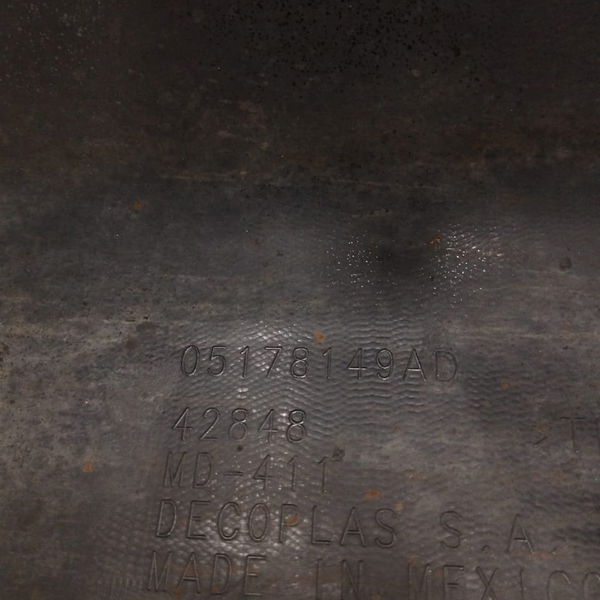 05178149AD
42848
MD-411
DECOPLAS S.A.
MADE IN MEXICO